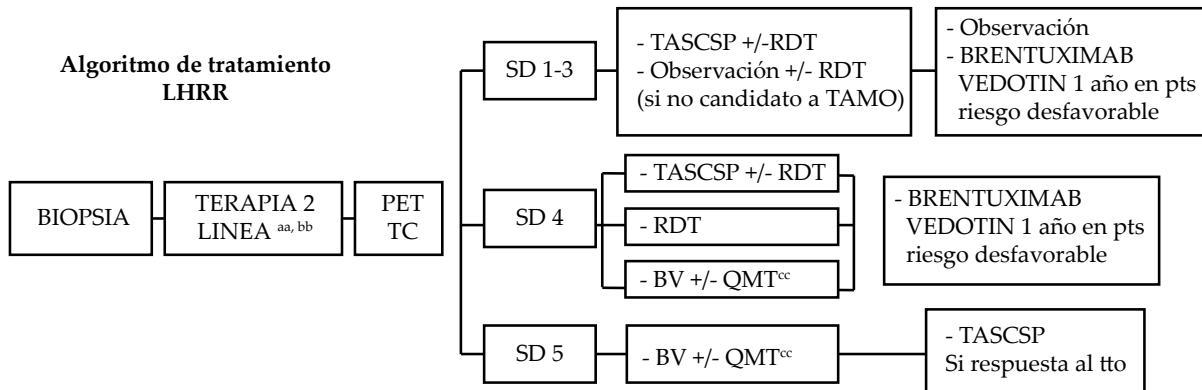 Algoritmo de tratamiento
LHRR
BIOPSIA
TERAPIA 2
LINEA aa, bb
PET
TC
SD 1-3
- TASCSP +/-RDT
- Observación +/- RDT
(si no candidato a TAMO)
- Observación
- BRENTUXIMAB
VEDOTIN 1 año en pts
riesgo desfavorable
SD 4
- TASCSP +/- RDT
- RDT
- BV +/- QMTcc
- BRENTUXIMAB
VEDOTIN 1 año en pts
riesgo desfavorable
SD 5
- BV +/- QMTcc
- TASCSP
Si respuesta al tto